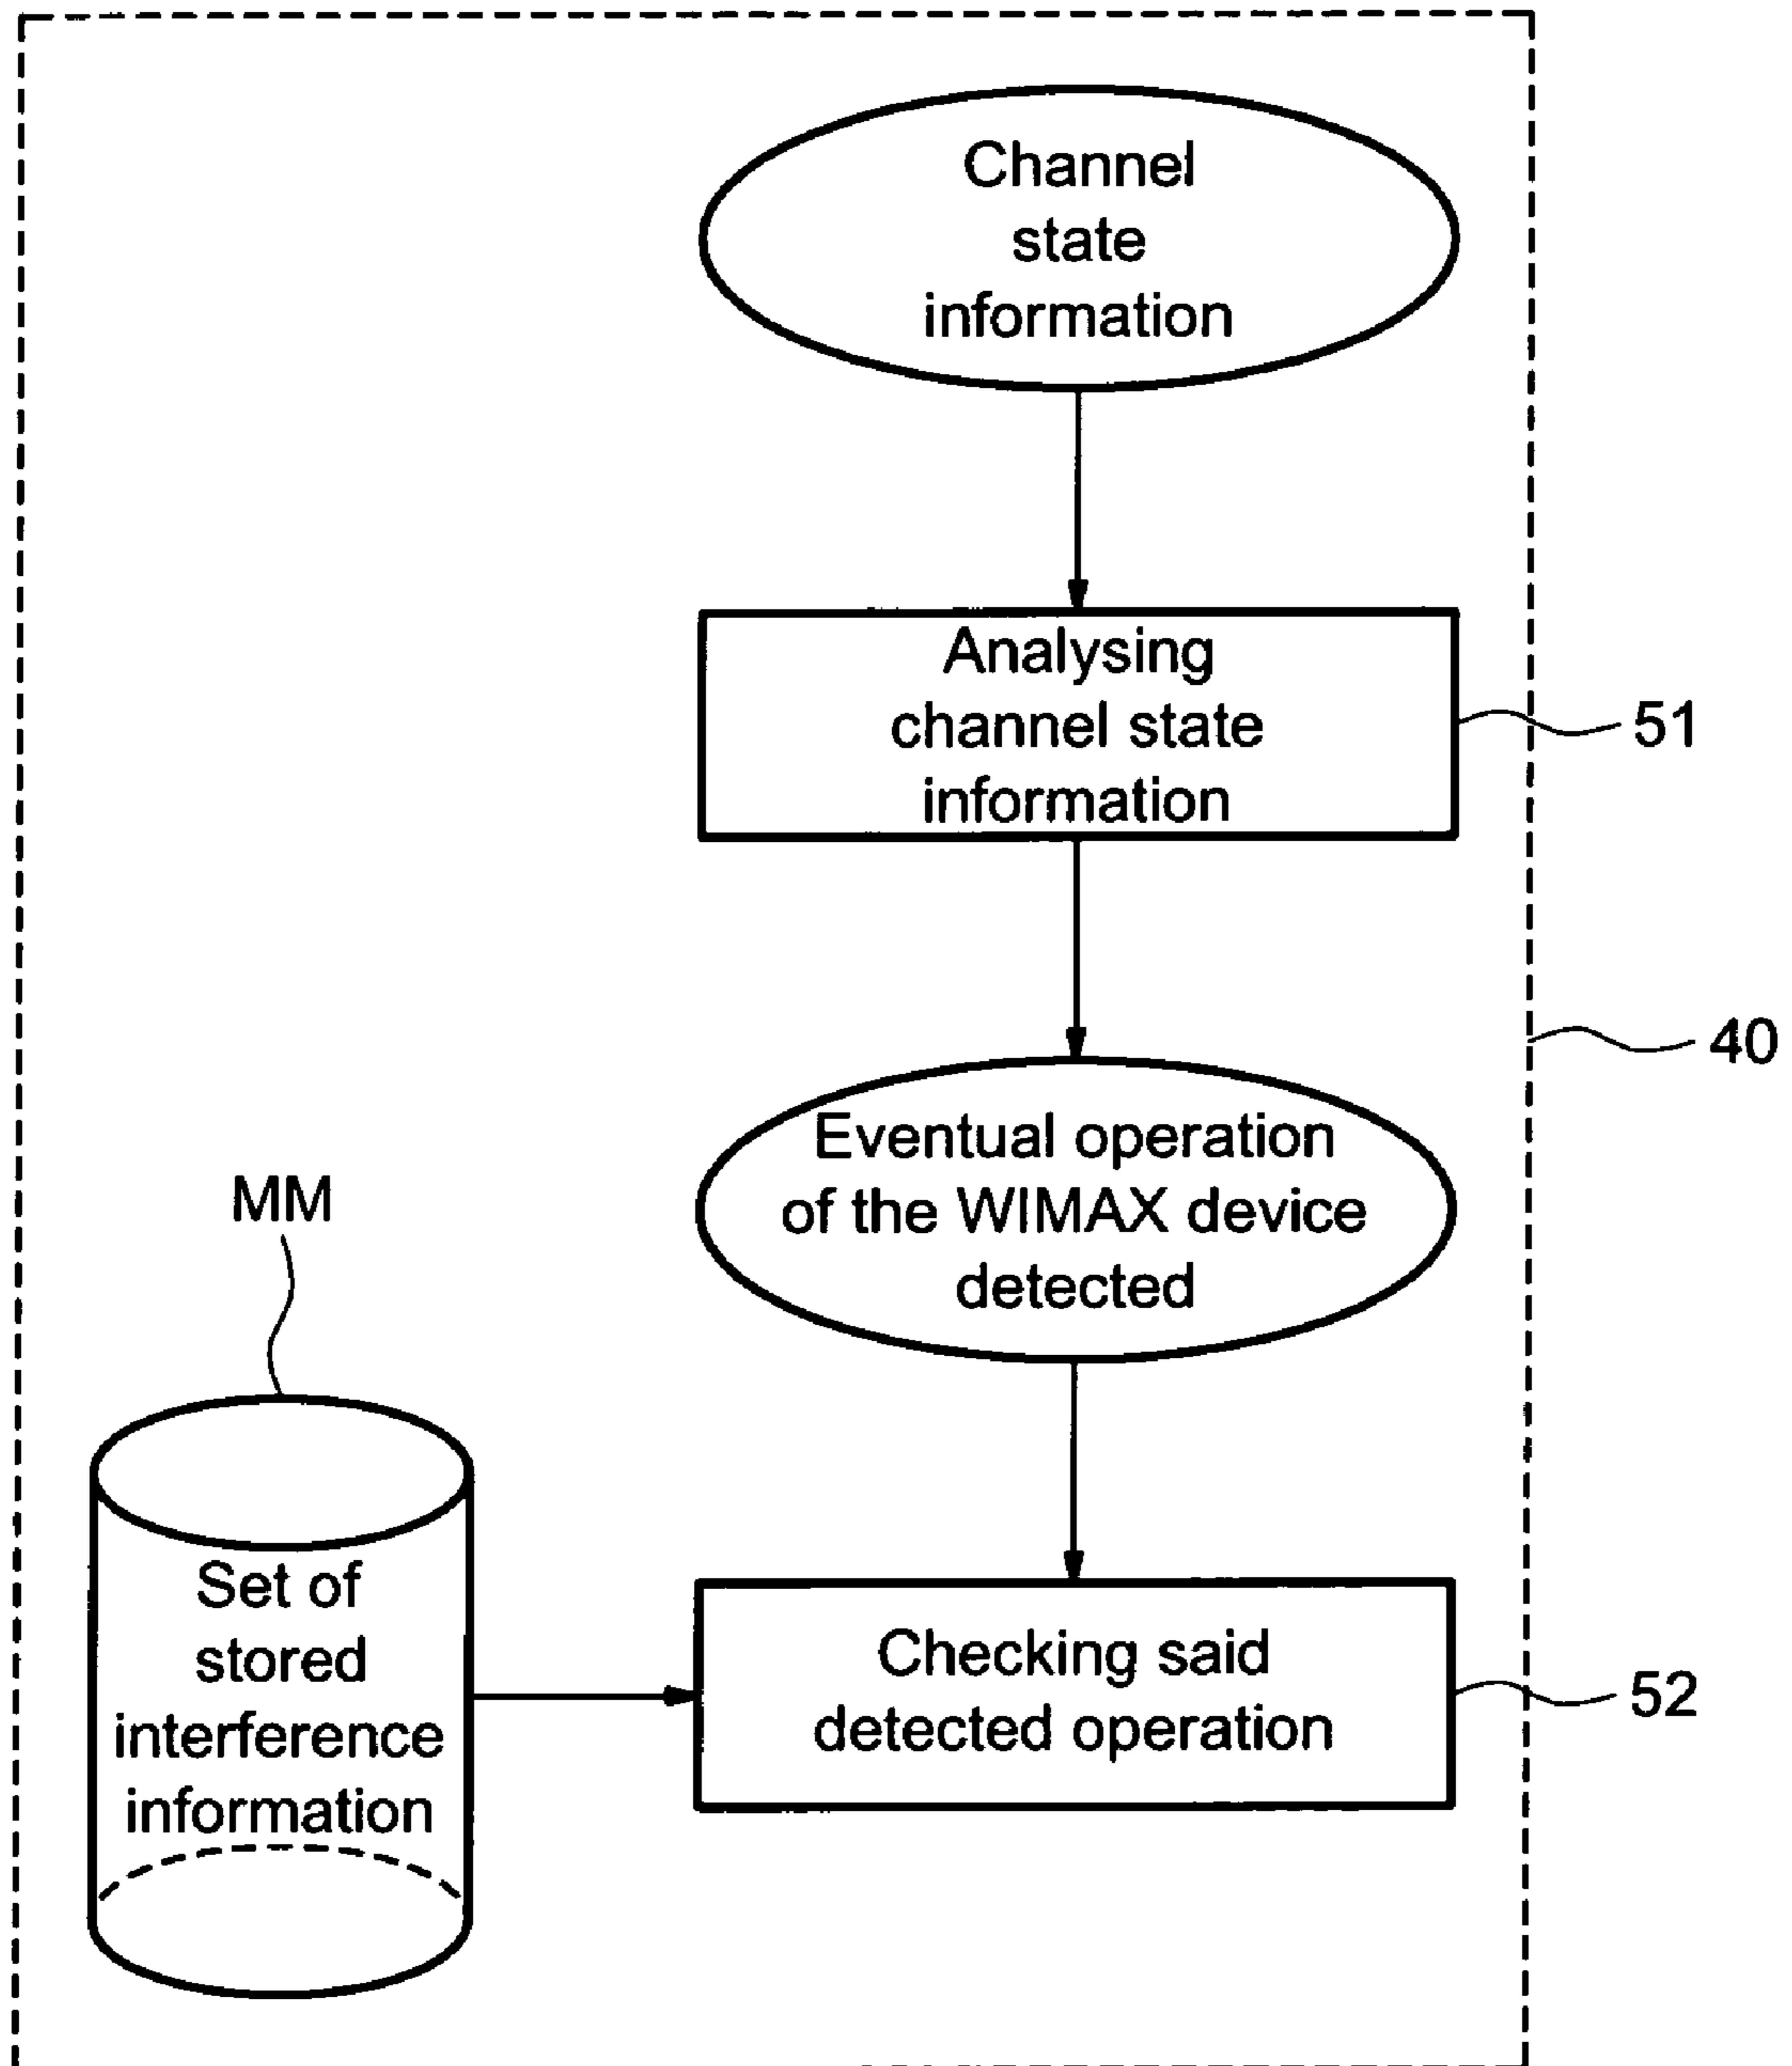 Channel
state
information
Analysing
channel state
information
51
40
Eventual operation
of the WIMAX device
detected
MM
Set of
stored
interference
information
Checking said
detected operation
52